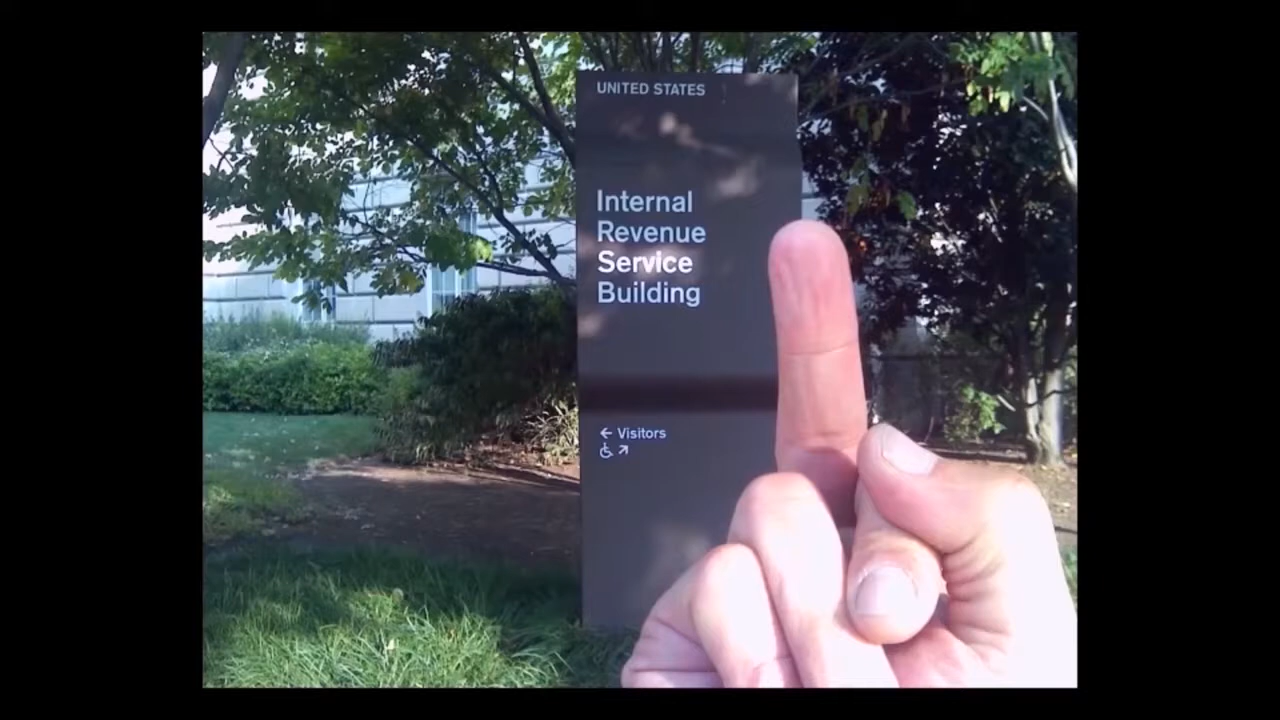 UNITED STATES
Internal
Revenue
Service
Building
← Visitors
♿ ↗